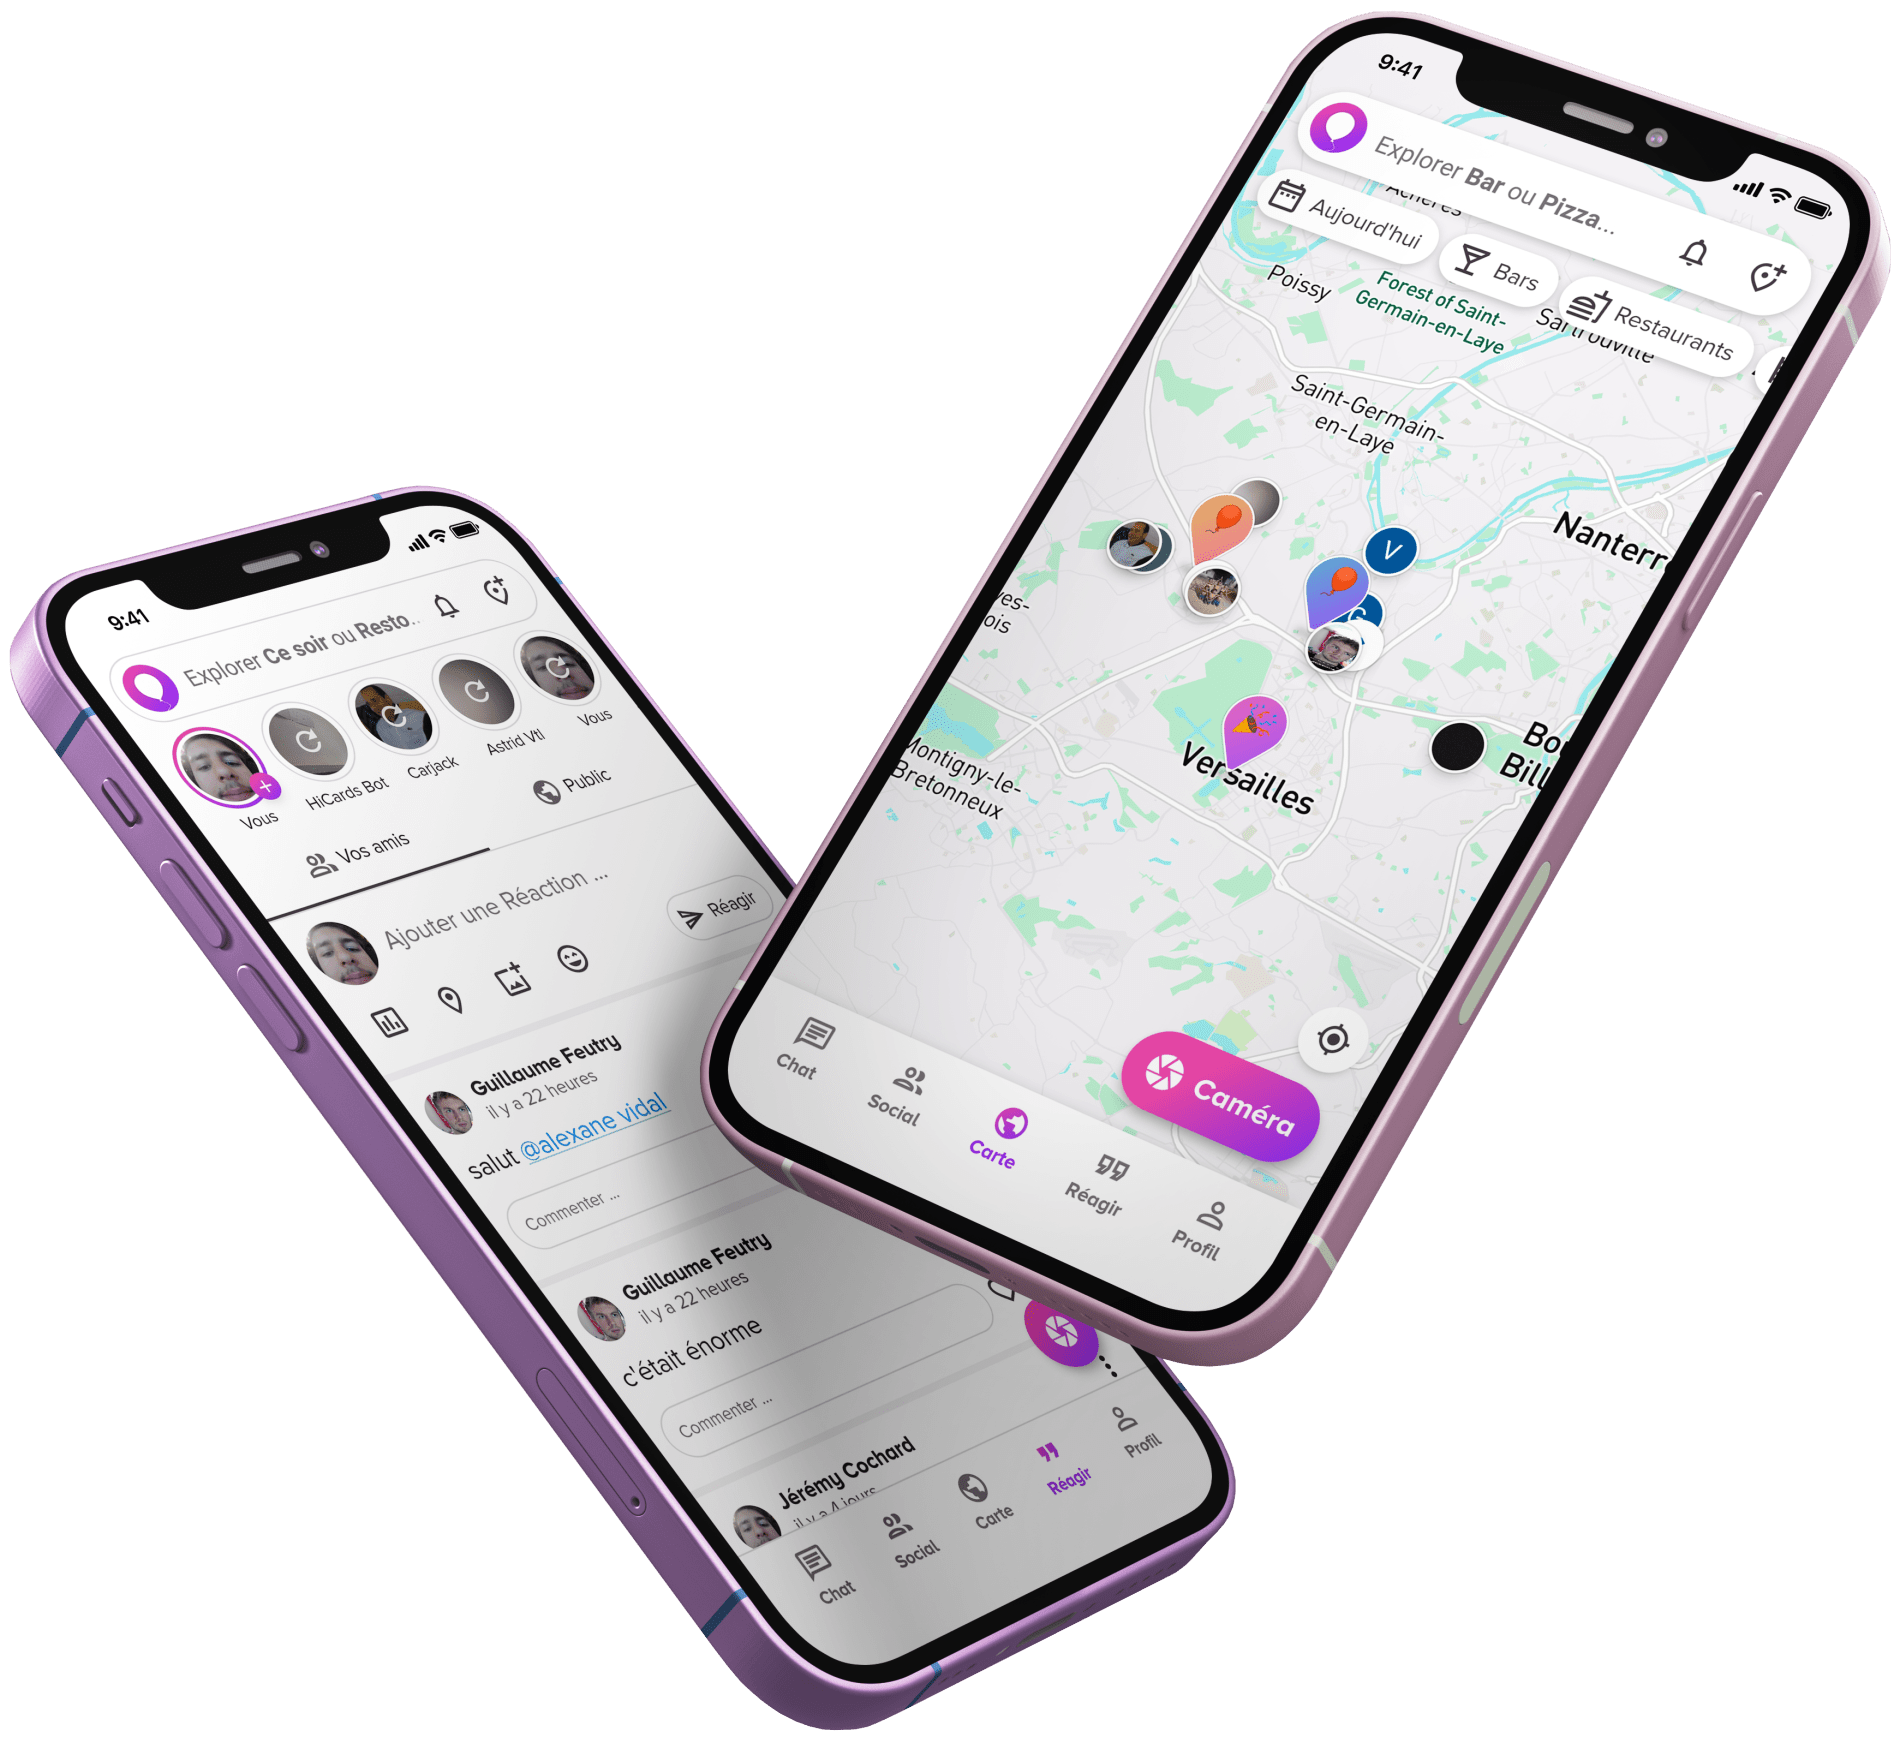 9:41
Explorer Ce soir ou Resto..
Vous
HiCards Bot
Carjack
Astrid Vtl
Vous
Vos amis
Public
Ajouter une Réaction ...
Réagir
Guillaume Feutry
il y a 22 heures
salut @alexane vidal
Commenter ...
Guillaume Feutry
il y a 22 heures
c'était énorme
Commenter ...
Jérémy Cochard
il y a 4 jours
Chat
Social
Carte
Réagir
Profil
9:41
Explorer Bar ou Pizza...
Achères
Aujourd'hui
Bars
Restaurants
Poissy
Forest of Saint-
Germain-en-Laye
Sartrouville
Saint-Germain-
en-Laye
Nanterr
V
G
yes-
ois
Versailles
Bo
Bill
Montigny-le-
Bretonneux
Caméra
Chat
Social
Carte
Réagir
Profil